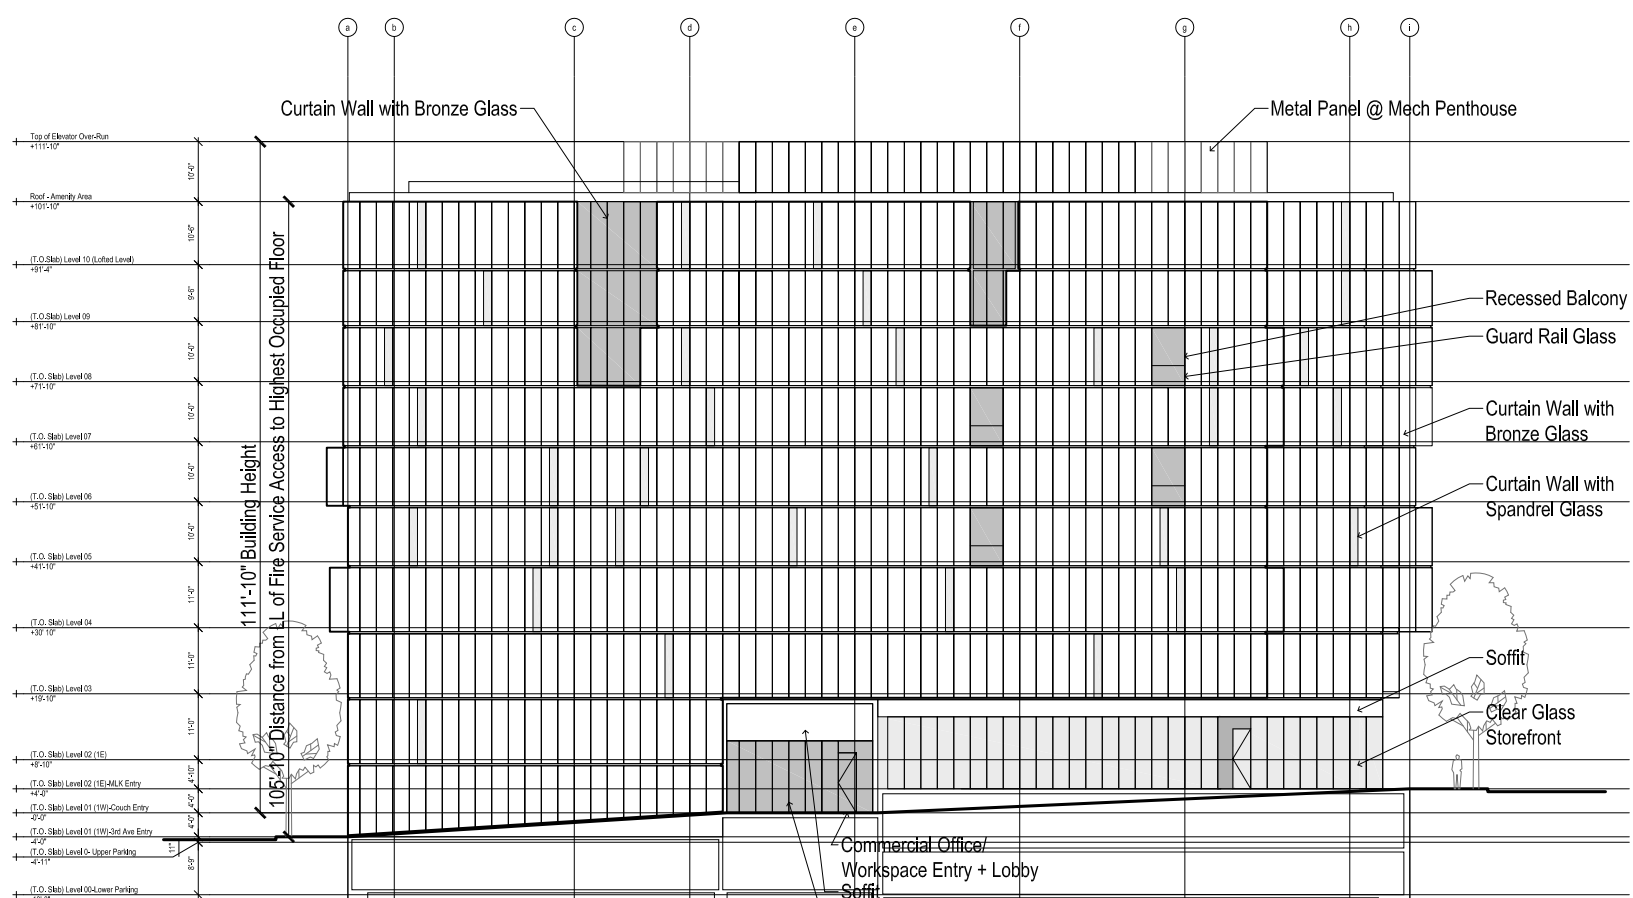 a b c d e f g h i
Curtain Wall with Bronze Glass
Metal Panel @ Mech Penthouse
Top of Elevator Over-Run
+111'-10"
10'-0"
Roof - Amenity Area
+101'-10"
10'-6"
(T.O.Slab) Level 10 (Lofted Level)
+91'-4"
9'-6"
(T.O.Slab) Level 09
+81'-10"
10'-0"
(T.O. Slab) Level 08
+71'-10"
10'-0"
(T.O. Slab) Level 07
+61'-10"
10'-0"
(T.O. Slab) Level 06
+51'-10"
10'-0"
(T.O. Slab) Level 05
+41'-10"
11'-0"
(T.O. Slab) Level 04
+30' 10"
11'-0"
(T.O. Slab) Level 03
+19'-10"
11'-0"
(T.O. Slab) Level 02 (1E)
+8'-10"
4'-10"
(T.O. Slab) Level 02 (1E)-MLK Entry
+4'-0"
4'-0"
(T.O. Slab) Level 01 (1W)-Couch Entry
-0'-0"
4'-0"
(T.O. Slab) Level 01 (1W)-3rd Ave Entry
-4'-0"
11"
(T.O. Slab) Level 0- Upper Parking
-4'-11"
8'-9"
(T.O. Slab) Level 00-Lower Parking
111'-10" Building Height
105'-10" Distance from LL of Fire Service Access to Highest Occupied Floor
Recessed Balcony
Guard Rail Glass
Curtain Wall with
Bronze Glass
Curtain Wall with
Spandrel Glass
Soffit
Clear Glass
Storefront
Commercial Office/
Workspace Entry + Lobby
Soffit